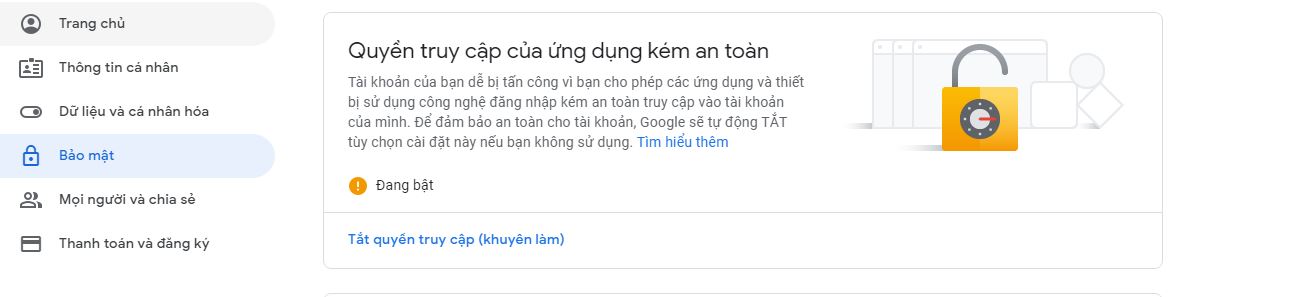 Trang chủ
Thông tin cá nhân
Dữ liệu và cá nhân hóa
Bảo mật
Mọi người và chia sẻ
Thanh toán và đăng ký
Quyền truy cập của ứng dụng kém an toàn
Tài khoản của bạn dễ bị tấn công vì bạn cho phép các ứng dụng và thiết
bị sử dụng công nghệ đăng nhập kém an toàn truy cập vào tài khoản
của mình. Để đảm bảo an toàn cho tài khoản, Google sẽ tự động TẮT
tùy chọn cài đặt này nếu bạn không sử dụng. Tìm hiểu thêm
Đang bật
Tắt quyền truy cập (khuyên làm)